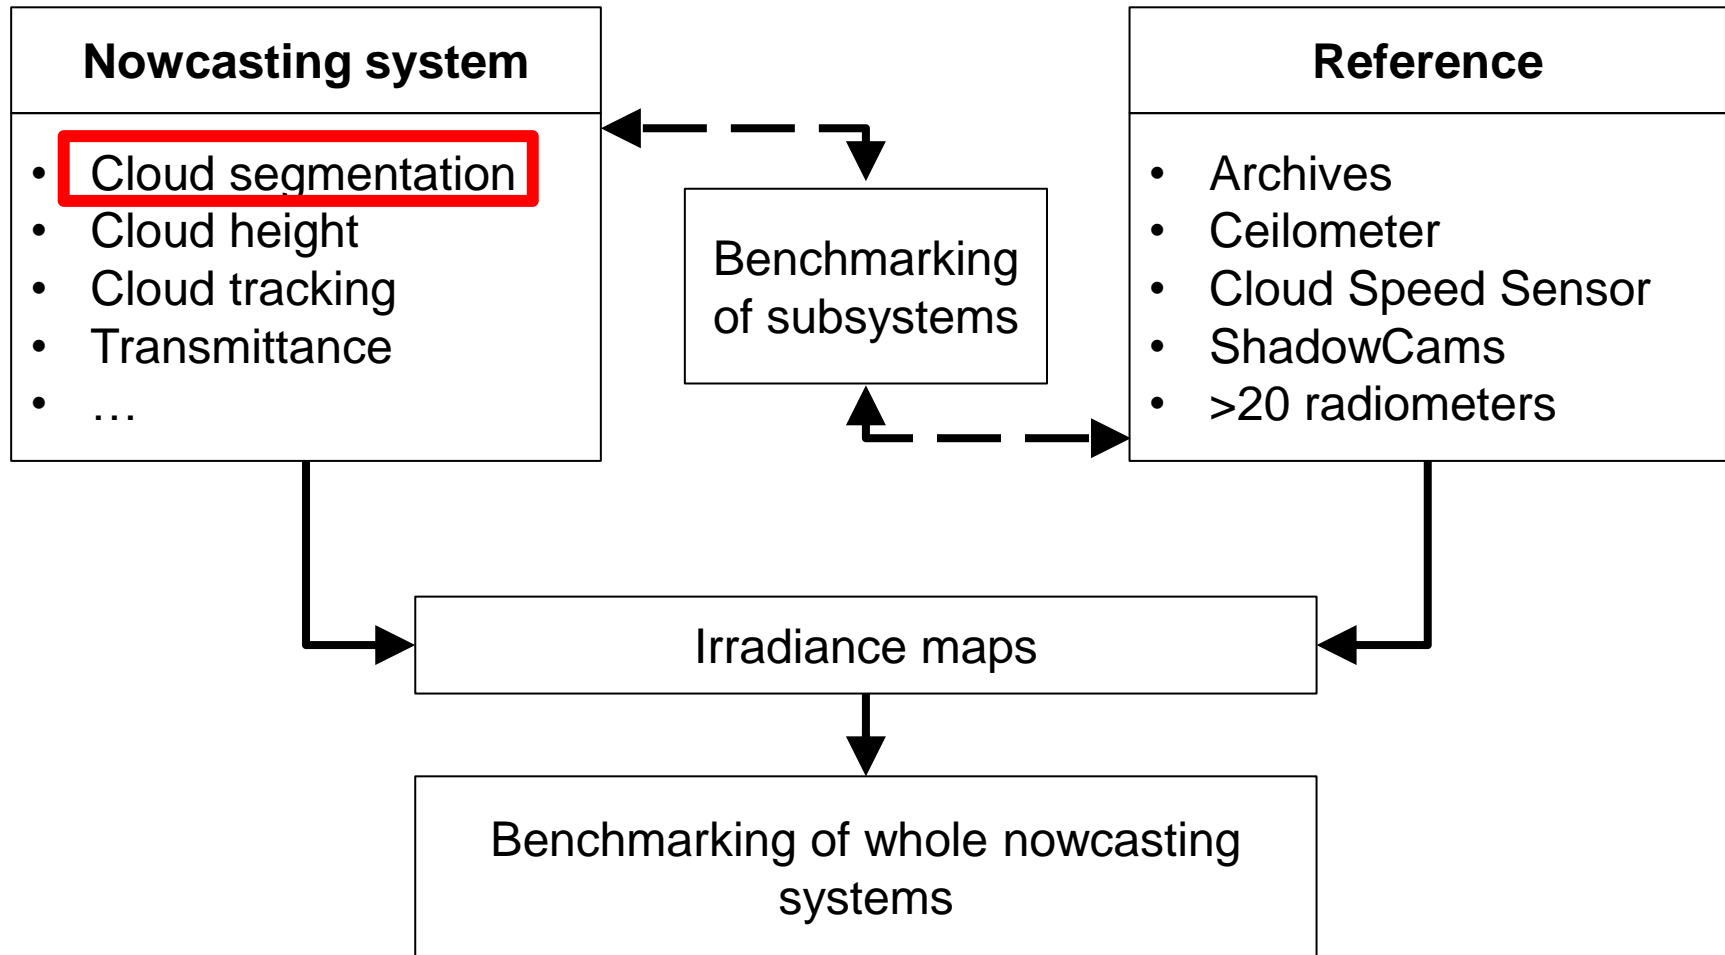 Nowcasting system
• Cloud segmentation
• Cloud height
• Cloud tracking
• Transmittance
• …
Benchmarking
of subsystems
Reference
• Archives
• Ceilometer
• Cloud Speed Sensor
• ShadowCams
• >20 radiometers
Irradiance maps
Benchmarking of whole nowcasting
systems